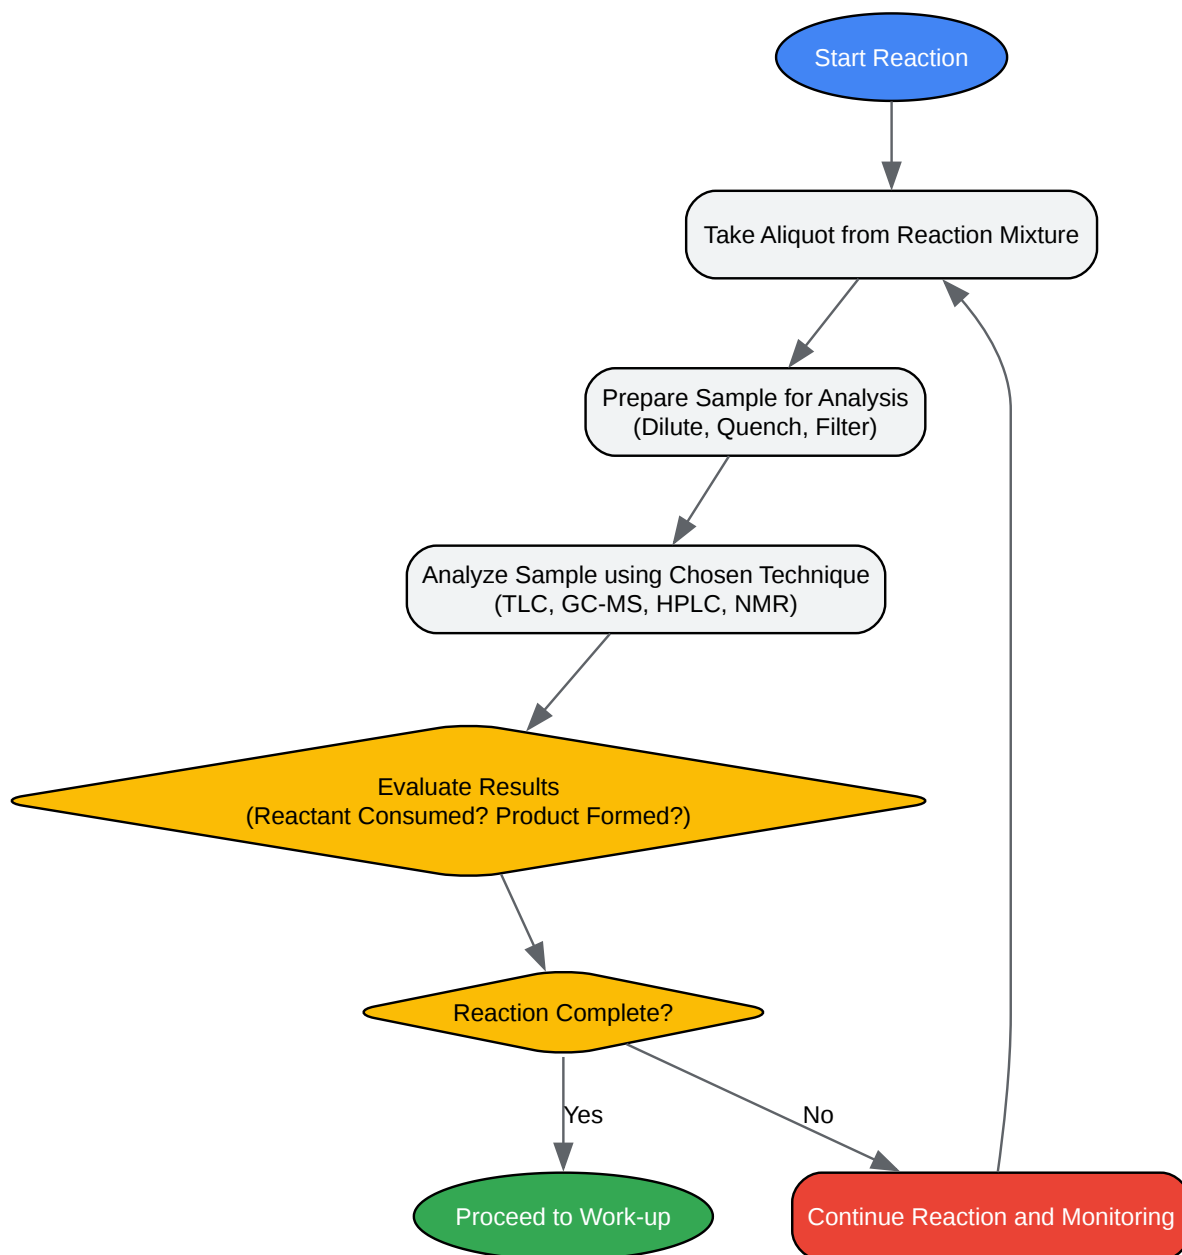 Start Reaction
Take Aliquot from Reaction Mixture
Prepare Sample for Analysis
(Dilute, Quench, Filter)
Analyze Sample using Chosen Technique
(TLC, GC-MS, HPLC, NMR)
Evaluate Results
(Reactant Consumed? Product Formed?)
Reaction Complete?
Yes
No
Proceed to Work-up
Continue Reaction and Monitoring